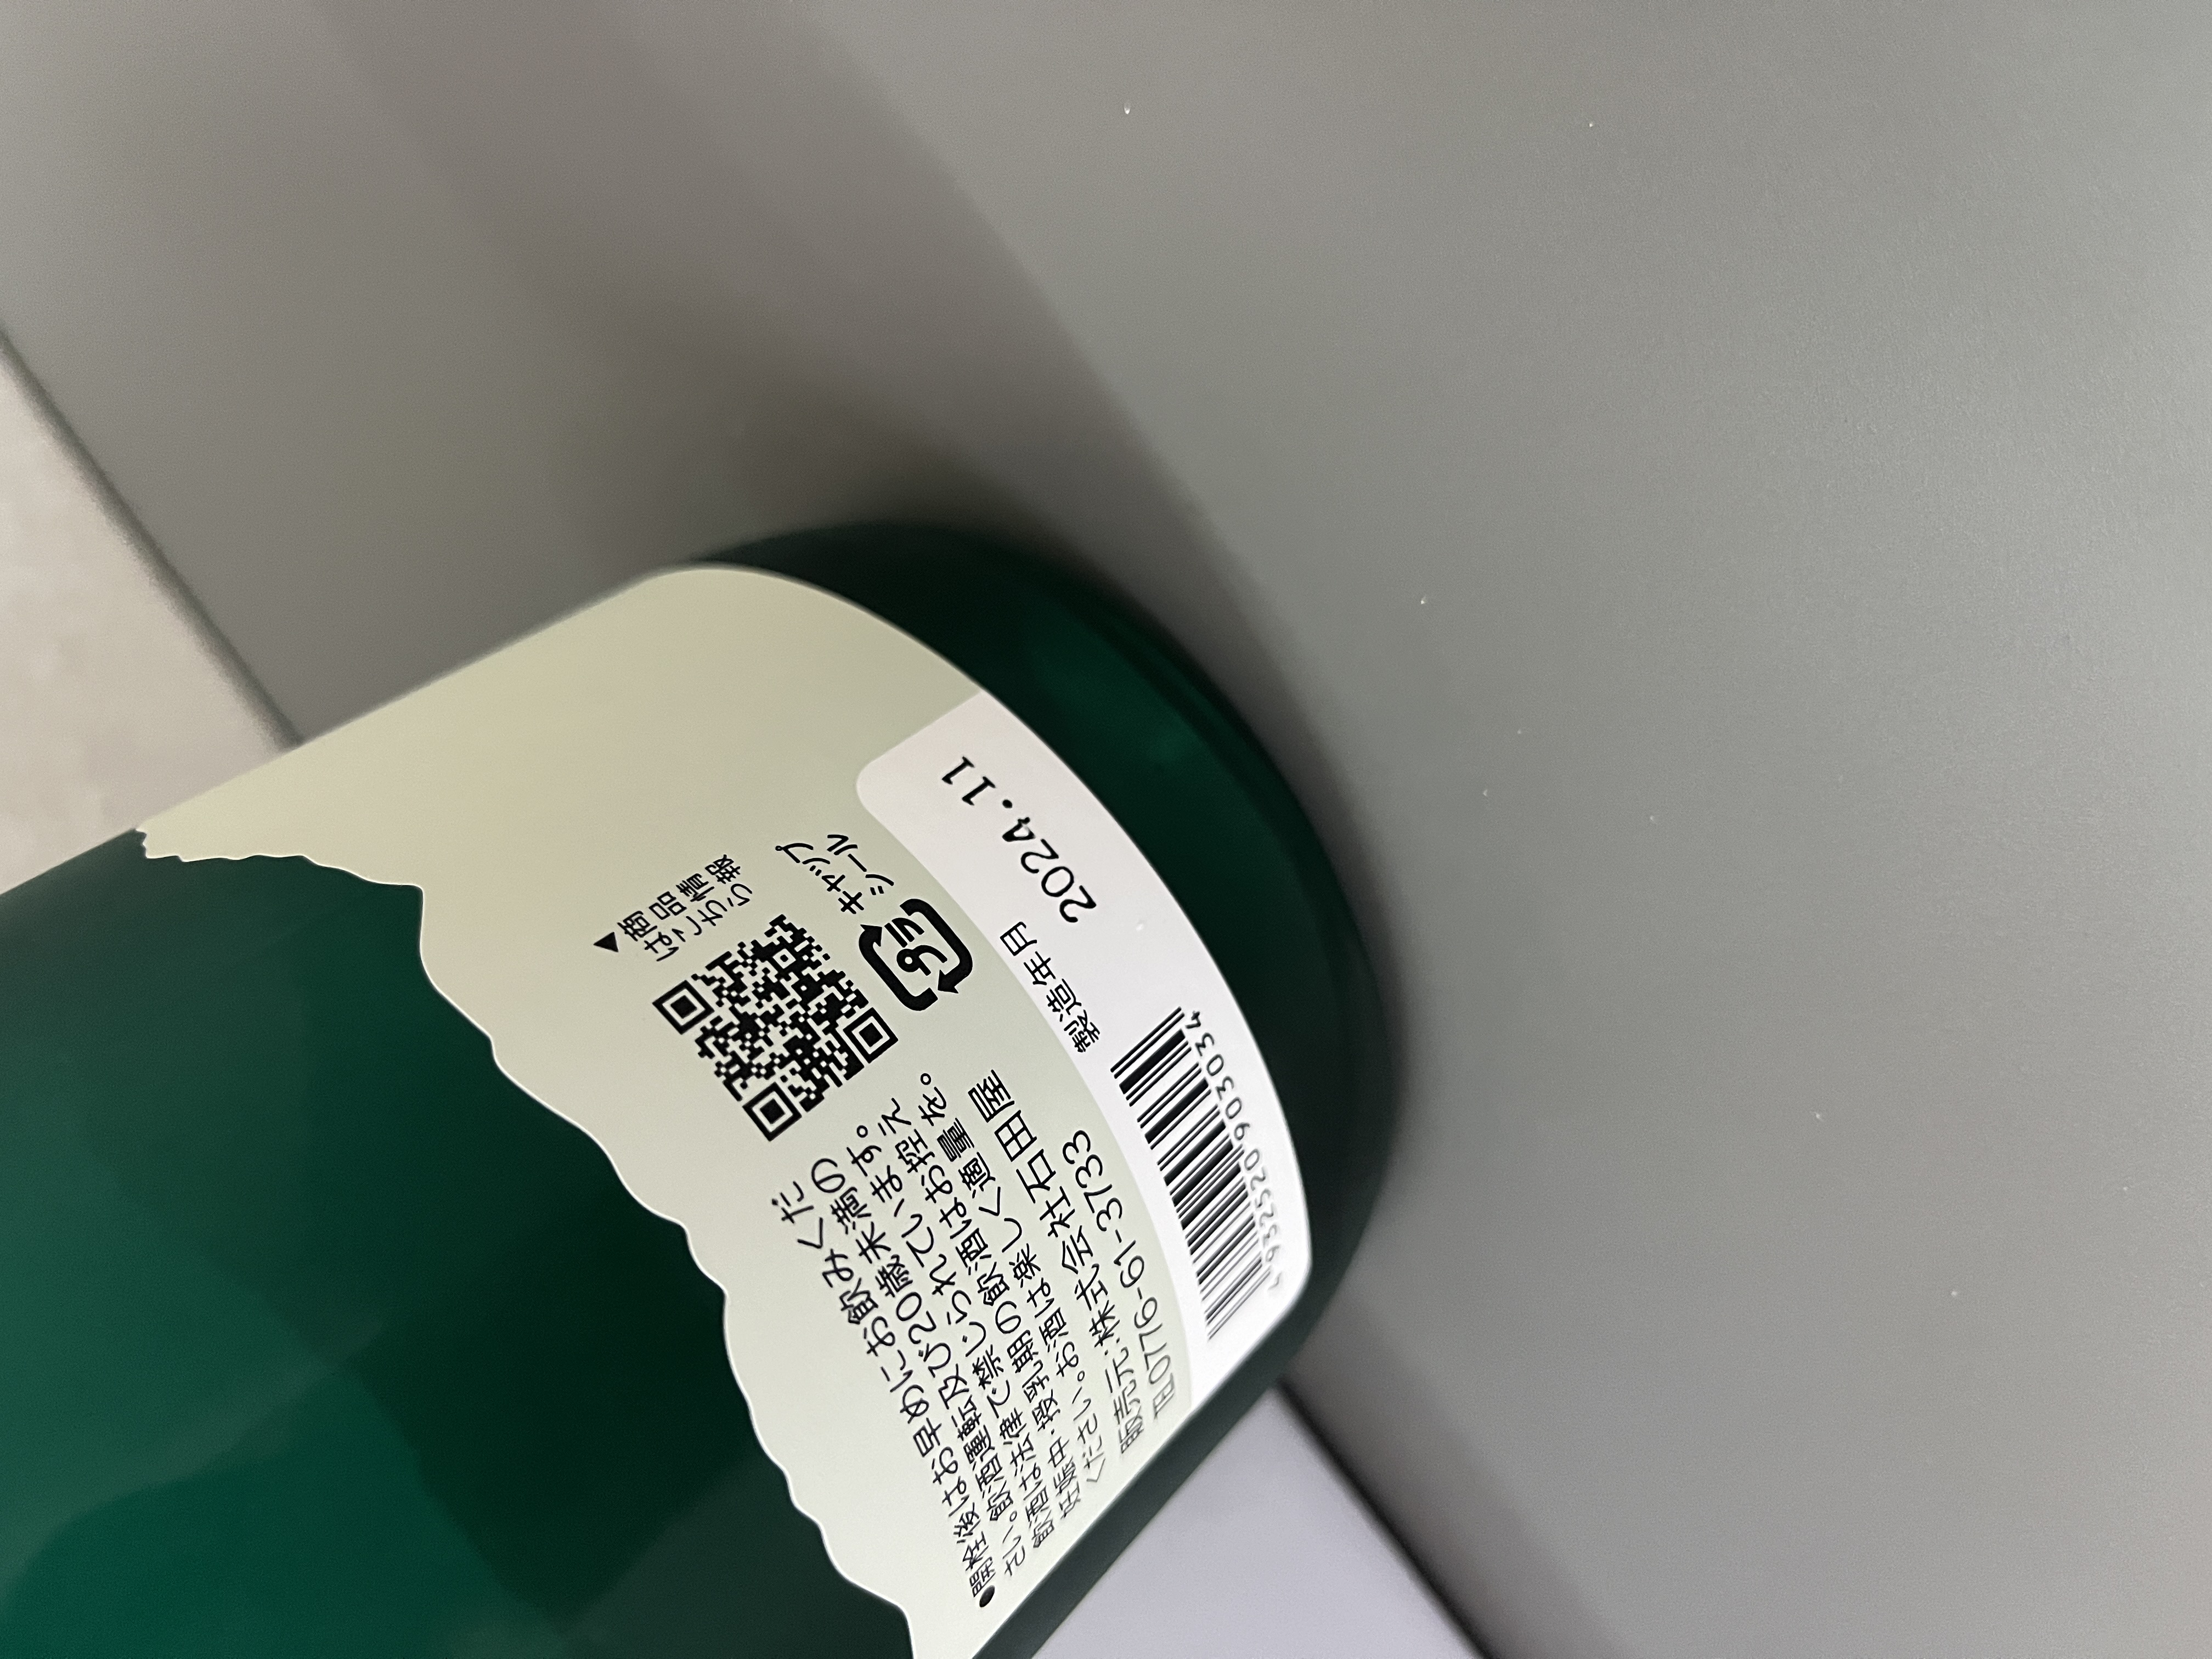 ●開栓後はお早めにお飲みくだ
さい。飲酒運転及び20歳未満の
飲酒は法律で禁じられています。
妊娠中・授乳期の飲酒はお控え
ください。お酒は楽しく適量を。
販売元:株式会社石田屋
TEL0776-61-3733
▼商品情報
はこちら
プラ
キャップ
シール
4 932520 903034
製造年月
2024.11